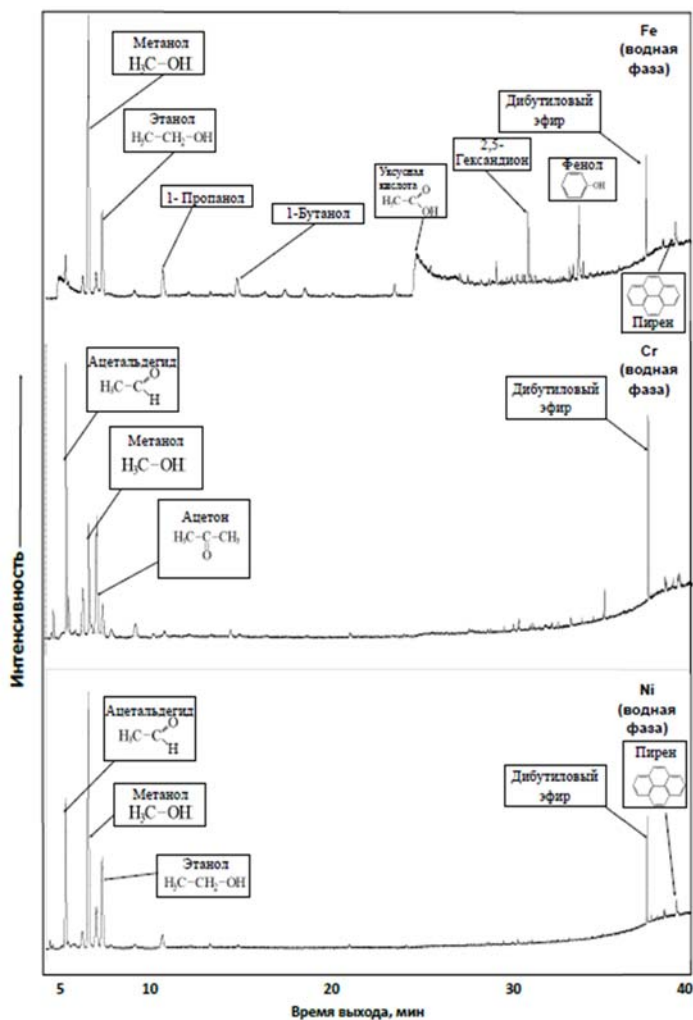 Fe
(водная
фаза)
Метанол
H₃C–OH
Этанол
H₃C–CH₂–OH
1- Пропанол
1-Бутанол
Уксусная
кислота
H₃C–C
O
OH
2,5-
Гександион
Фенол
OH
Дибутиловый
эфир
Пирен
Cr
(водная
фаза)
Ацетальдегид
H₃C–C
O
H
Метанол
H₃C–OH
Ацетон
H₃C–C–CH₃
O
Дибутиловый
эфир
Ni
(водная
фаза)
Ацетальдегид
H₃C–C
O
H
Метанол
H₃C–OH
Этанол
H₃C–CH₂–OH
Дибутиловый
эфир
Пирен
Интенсивность
5 10 20 30 40
Время выхода, мин